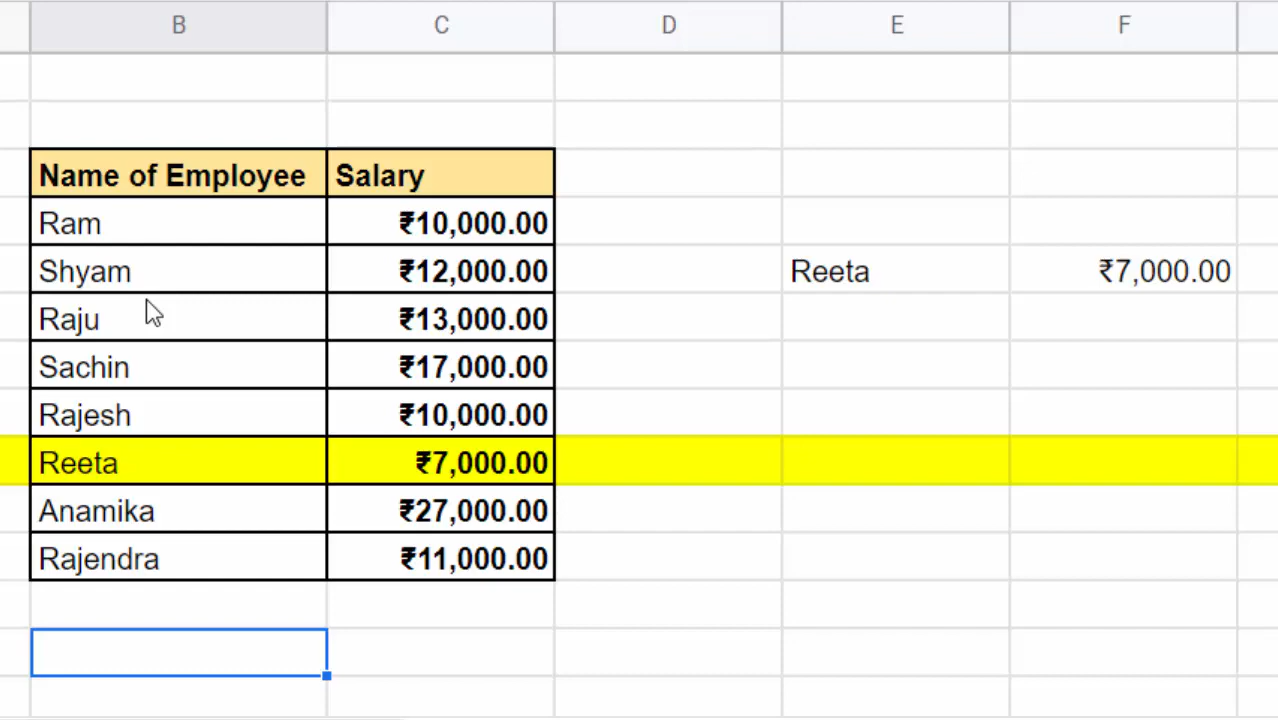 B C D E F
Name of Employee Salary
Ram ₹10,000.00
Shyam ₹12,000.00 Reeta ₹7,000.00
Raju ₹13,000.00
Sachin ₹17,000.00
Rajesh ₹10,000.00
Reeta ₹7,000.00
Anamika ₹27,000.00
Rajendra ₹11,000.00